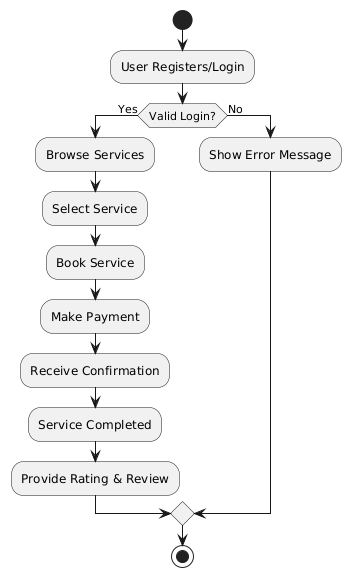 User Registers/Login
Valid Login?
Yes
No
Browse Services
Show Error Message
Select Service
Book Service
Make Payment
Receive Confirmation
Service Completed
Provide Rating & Review